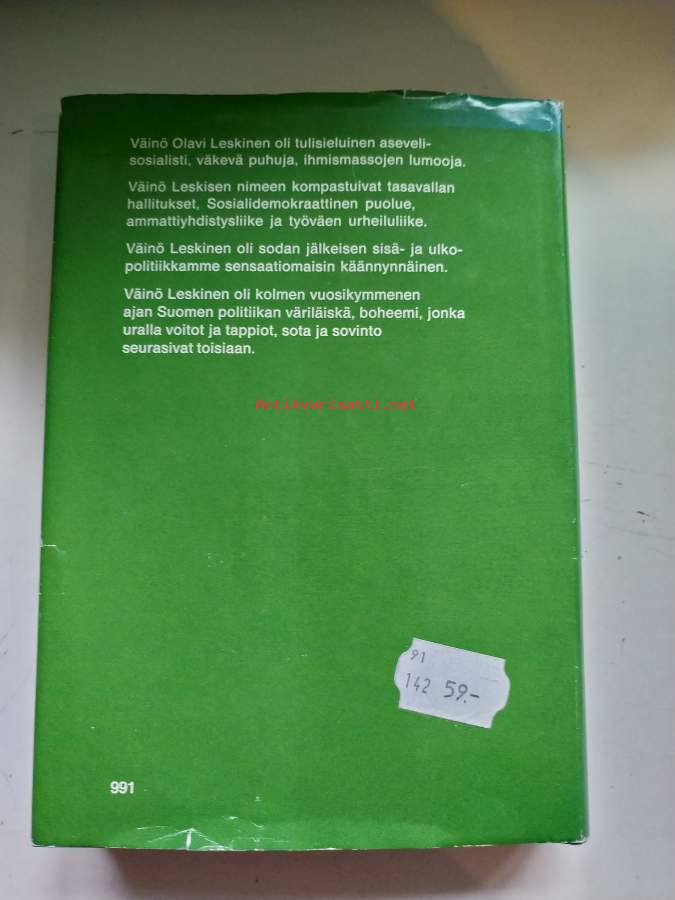 Väinö Olavi Leskinen oli tulisieluinen aseveli-
sosialisti, väkevä puhuja, ihmismassojen lumooja.
Väinö Leskisen nimeen kompastuivat tasavallan
hallitukset, Sosialidemokraattinen puolue,
ammattiyhdistysliike ja työväen urheiluliike.
Väinö Leskinen oli sodan jälkeisen sisä- ja ulko-
politiikkamme sensaatiomaisin käännynnäinen.
Väinö Leskinen oli kolmen vuosikymmenen
ajan Suomen politiikan väriläiskä, boheemi, jonka
uralla voitot ja tappiot, sota ja sovinto
seurasivat toisiaan.
Antikvariaatti.net
91
142 59.-
991